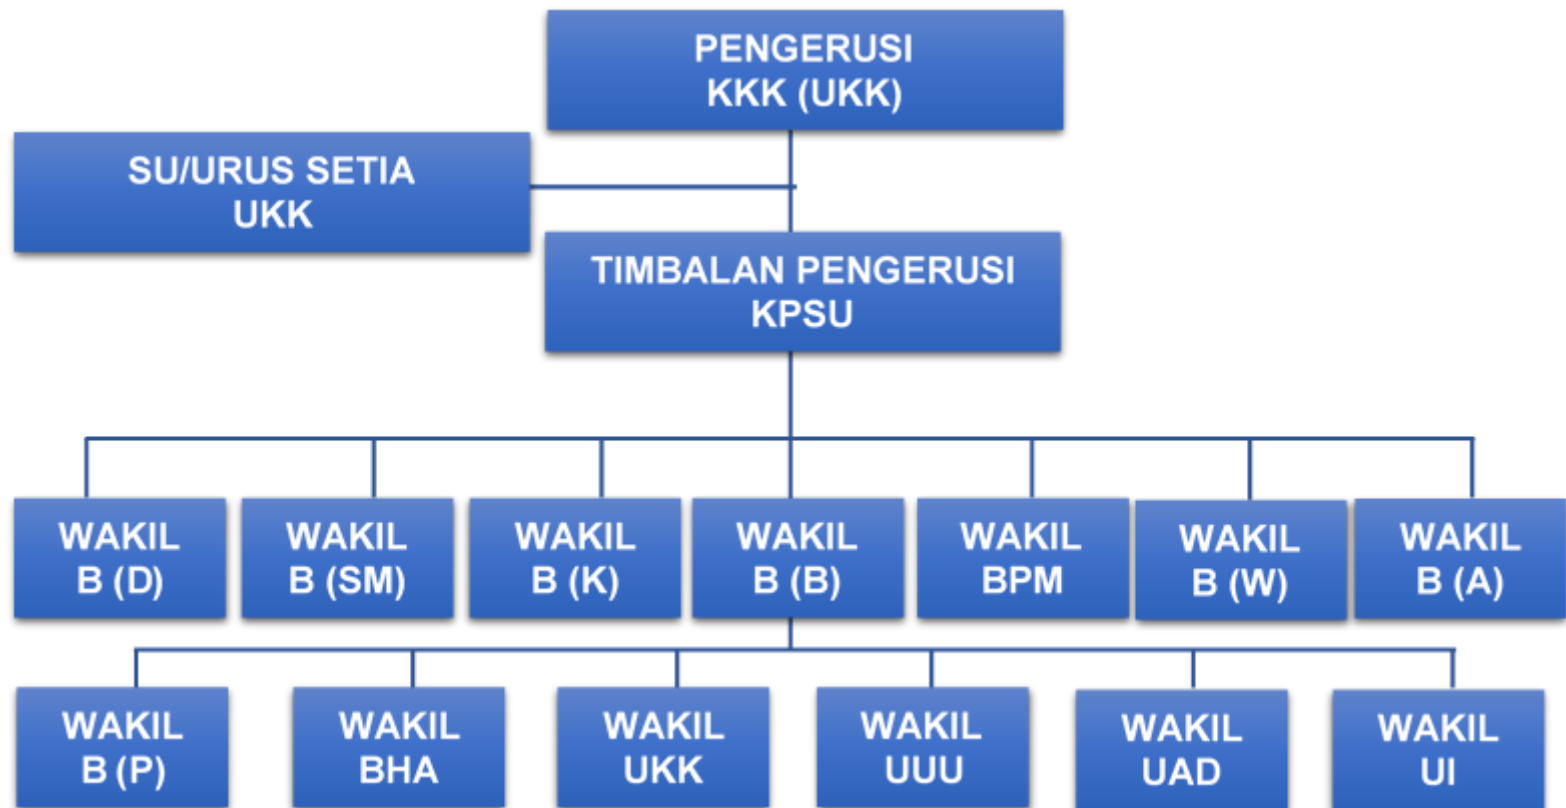 PENGERUSI
KKK (UKK)
SU/URUS SETIA
UKK
TIMBALAN PENGERUSI
KPSU
WAKIL
B (D)
WAKIL
B (SM)
WAKIL
B (K)
WAKIL
B (B)
WAKIL
BPM
WAKIL
B (W)
WAKIL
B (A)
WAKIL
B (P)
WAKIL
BHA
WAKIL
UKK
WAKIL
UUU
WAKIL
UAD
WAKIL
UI